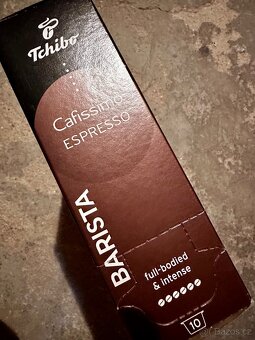 Tchibo
Cafissimo
ESPRESSO
BARISTA
full-bodied
& intense
10